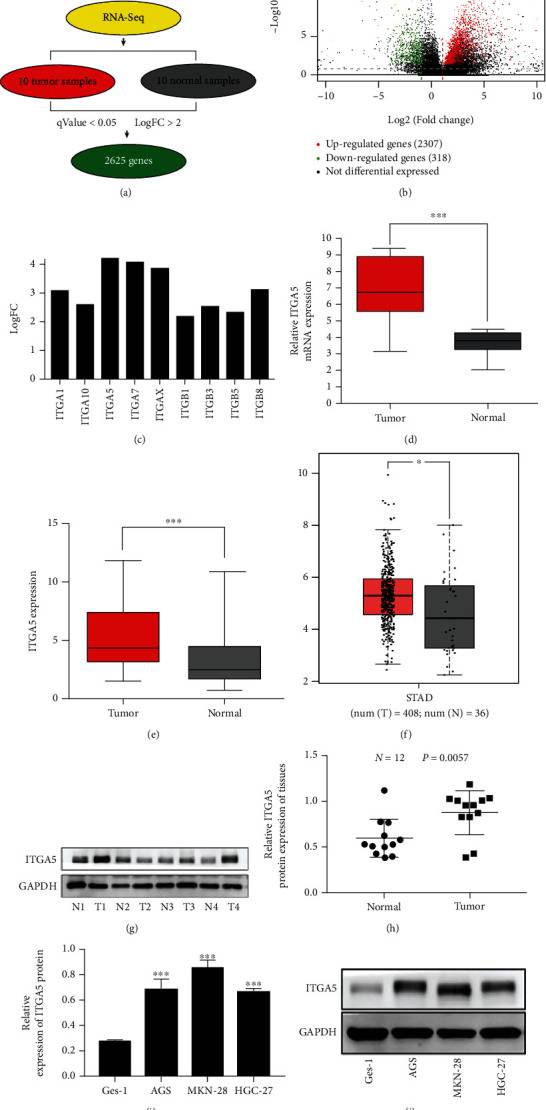 RNA-Seq
10 tumor samples
10 normal samples
qValue < 0.05 LogFC > 2
2625 genes
(a)
−Log10
5
0
−10 −5 0 5 10
Log2 (Fold change)
Up-regulated genes (2307)
Down-regulated genes (318)
Not differential expressed
(b)
LogFC
4
3
2
1
0
ITGA1
ITGA10
ITGA5
ITGA7
ITGAX
ITGB1
ITGB3
ITGB5
ITGB8
(c)
Relative ITGA5
mRNA expression
10
9
8
7
6
5
4
3
2
1
0
***
Tumor Normal
(d)
ITGA5 expression
15
10
5
0
***
Tumor Normal
(e)
10
8
6
4
2
*
STAD
(num (T) = 408; num (N) = 36)
(f)
ITGA5
GAPDH
N1 T1 N2 T2 N3 T3 N4 T4
(g)
Relative ITGA5
protein expression of tissues
1.5
1.0
0.5
0.0
N = 12 P = 0.0057
Normal Tumor
(h)
Relative
expression of ITGA5 protein
1.0
0.8
0.6
0.4
0.2
0.0
***
***
***
Ges-1 AGS MKN-28 HGC-27
ITGA5
GAPDH
Ges-1
AGS
MKN-28
HGC-27